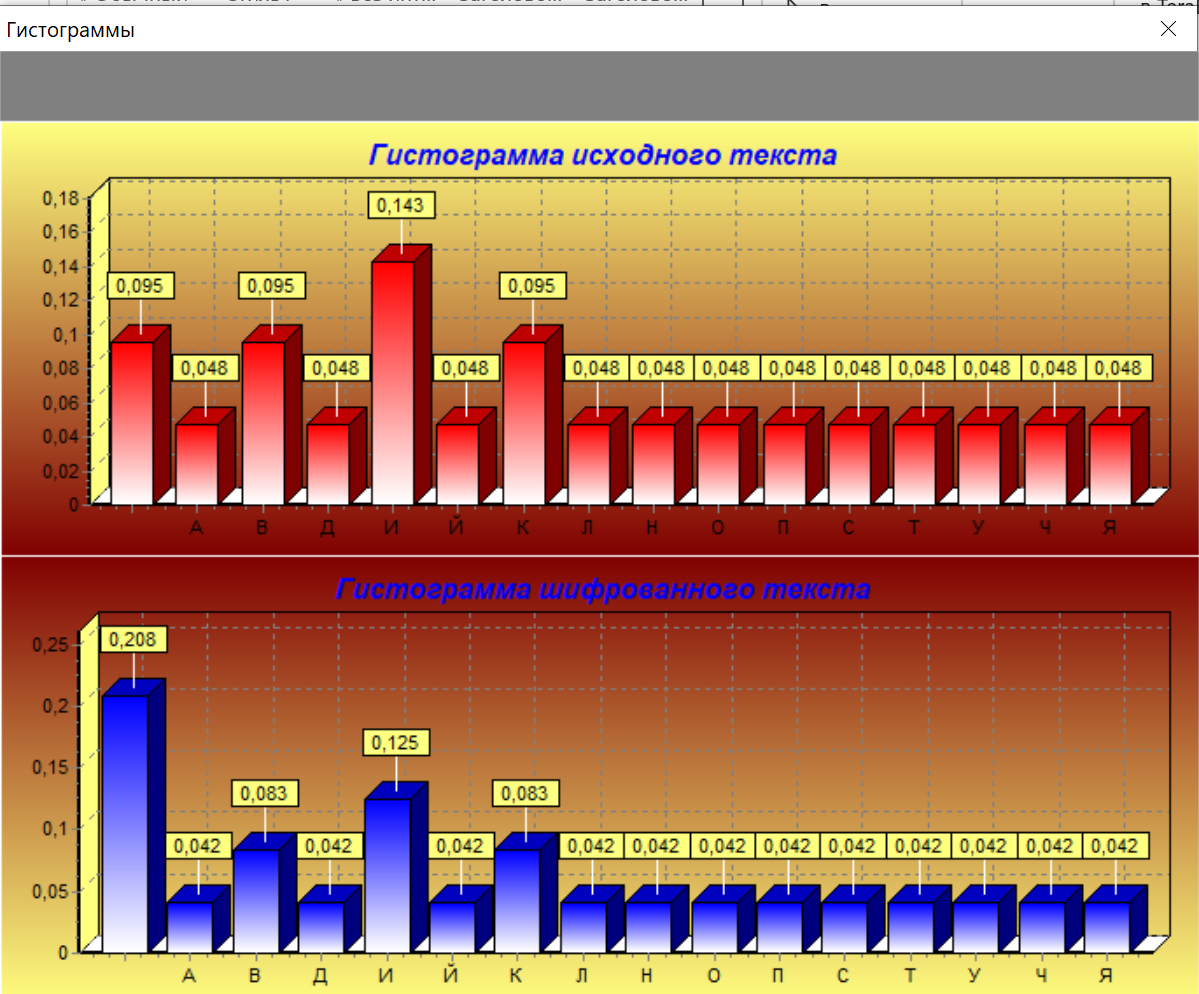 Гистограммы
Гистограмма исходного текста
0,18
0,16
0,14
0,12
0,1
0,08
0,06
0,04
0,02
0
0,095 0,048 0,095 0,048 0,143 0,048 0,095 0,048 0,048 0,048 0,048 0,048 0,048 0,048 0,048 0,048
А В Д И Й К Л Н О П С Т У Ч Я
Гистограмма шифрованного текста
0,25
0,2
0,15
0,1
0,05
0
0,208 0,042 0,083 0,042 0,125 0,042 0,083 0,042 0,042 0,042 0,042 0,042 0,042 0,042 0,042 0,042
А В Д И Й К Л Н О П С Т У Ч Я